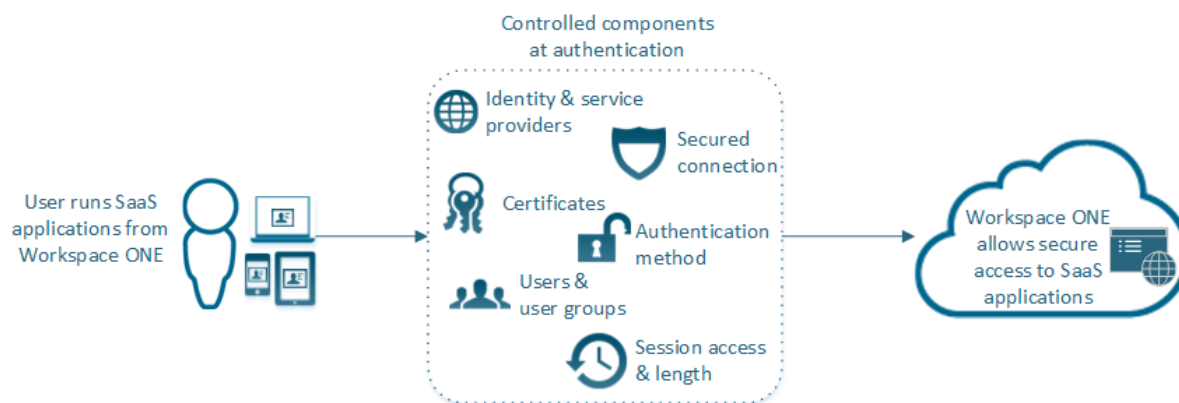 Controlled components
at authentication
User runs SaaS
applications from
Workspace ONE
Identity & service
providers
Secured
connection
Certificates
Authentication
method
Users &
user groups
Session access
& length
Workspace ONE
allows secure
access to SaaS
applications